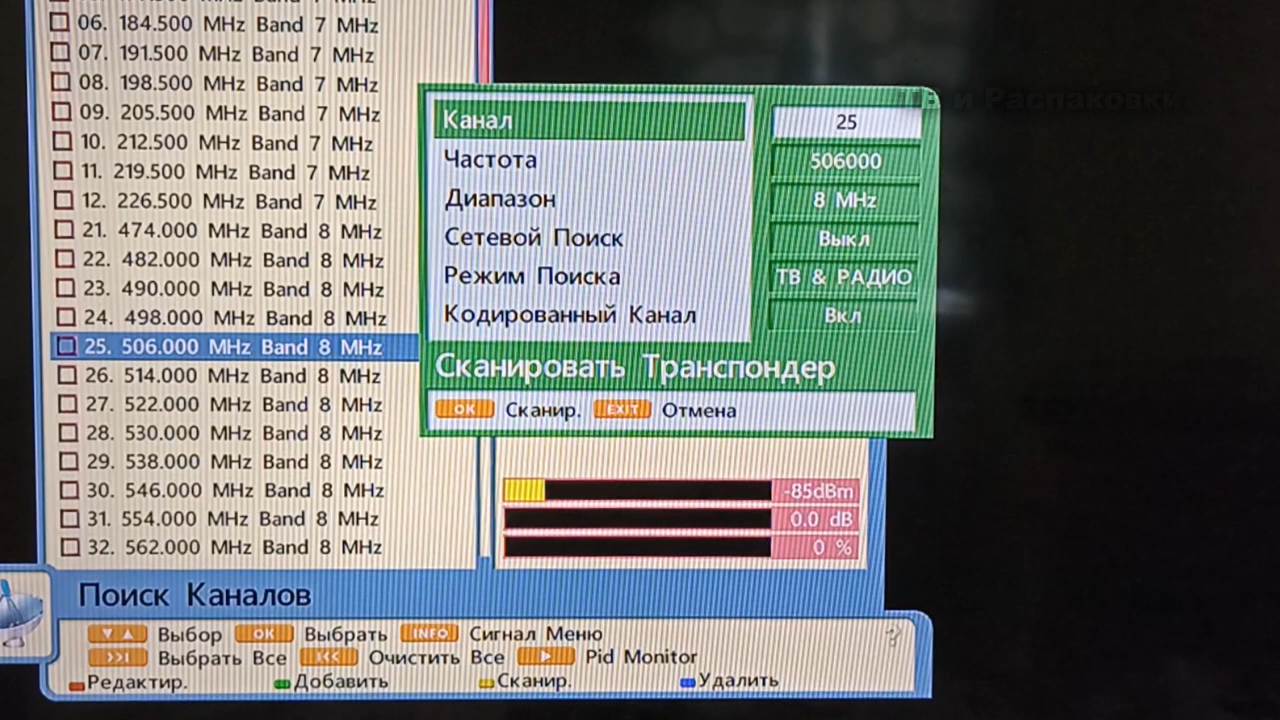 06. 184.500 MHz Band 7 MHz
07. 191.500 MHz Band 7 MHz
08. 198.500 MHz Band 7 MHz
09. 205.500 MHz Band 7 MHz
10. 212.500 MHz Band 7 MHz
11. 219.500 MHz Band 7 MHz
12. 226.500 MHz Band 7 MHz
21. 474.000 MHz Band 8 MHz
22. 482.000 MHz Band 8 MHz
23. 490.000 MHz Band 8 MHz
24. 498.000 MHz Band 8 MHz
25. 506.000 MHz Band 8 MHz
26. 514.000 MHz Band 8 MHz
27. 522.000 MHz Band 8 MHz
28. 530.000 MHz Band 8 MHz
29. 538.000 MHz Band 8 MHz
30. 546.000 MHz Band 8 MHz
31. 554.000 MHz Band 8 MHz
32. 562.000 MHz Band 8 MHz
ТВ и Распаковки
Канал 25
Частота 506000
Диапазон 8 MHz
Сетевой Поиск Выкл
Режим Поиска ТВ & РАДИО
Кодированный Канал Вкл
Сканировать Транспондер
OK Сканир. EXIT Отмена
-85dBm
0.0 dB
0 %
Поиск Каналов
Выбор OK Выбрать INFO Сигнал Меню
Выбрать Все Очистить Все Pid Monitor
Редактир. Добавить Сканир. Удалить
?